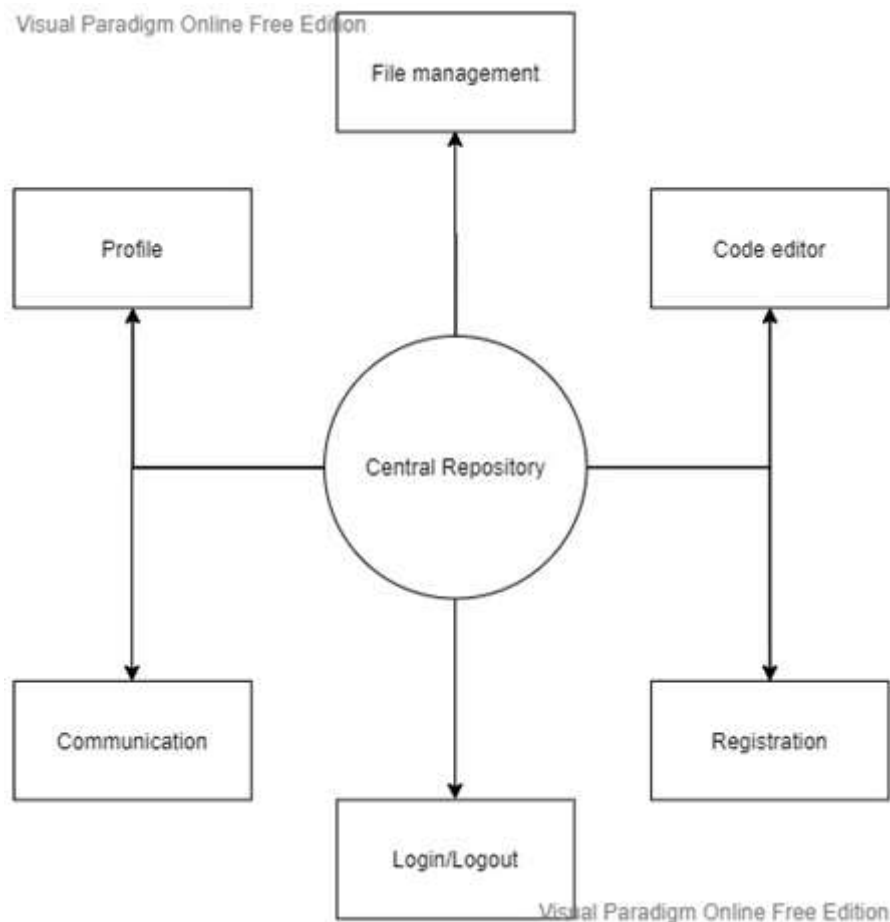 Visual Paradigm Online Free Edition
File management
Profile
Code editor
Central Repository
Communication
Registration
Login/Logout
Visual Paradigm Online Free Edition